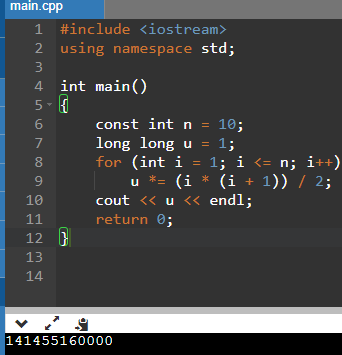 main.cpp
1 #include <iostream>
2 using namespace std;
3
4 int main()
5 {
6 const int n = 10;
7 long long u = 1;
8 for (int i = 1; i <= n; i++)
9 u *= (i * (i + 1)) / 2;
10 cout << u << endl;
11 return 0;
12 }
13
14
141455160000